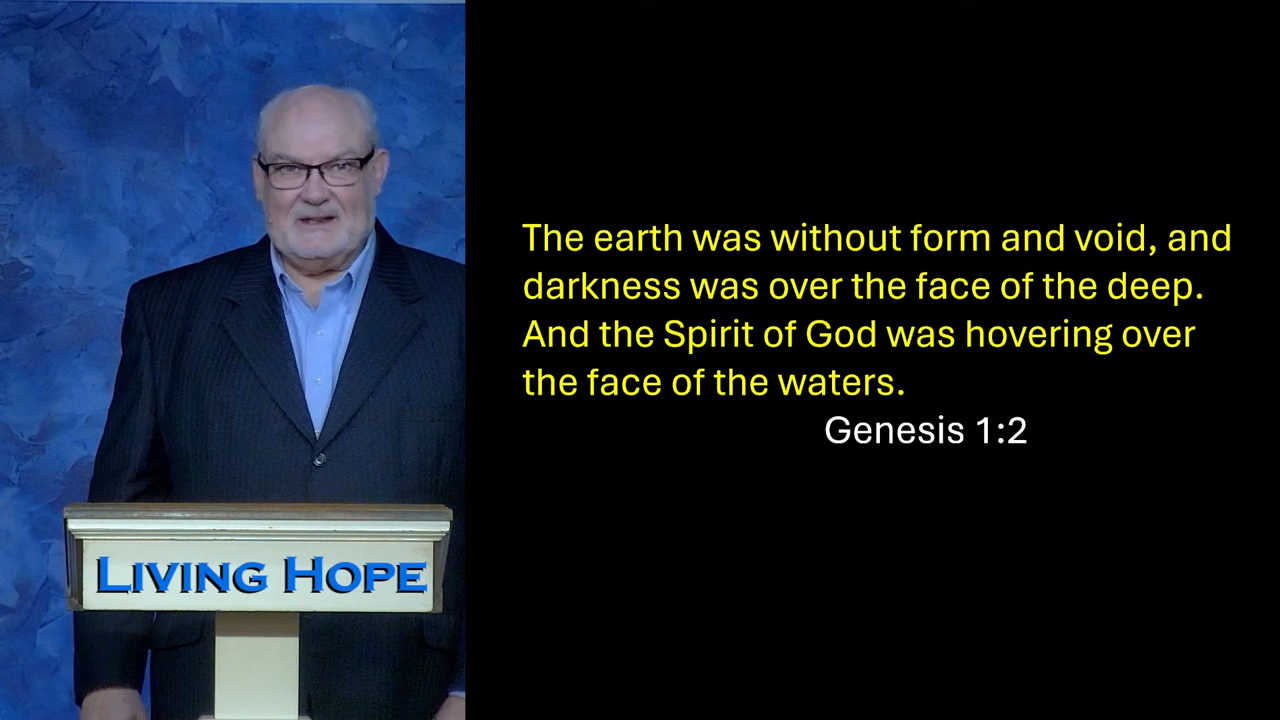 The earth was without form and void, and
darkness was over the face of the deep.
And the Spirit of God was hovering over
the face of the waters.
Genesis 1:2
LIVING HOPE